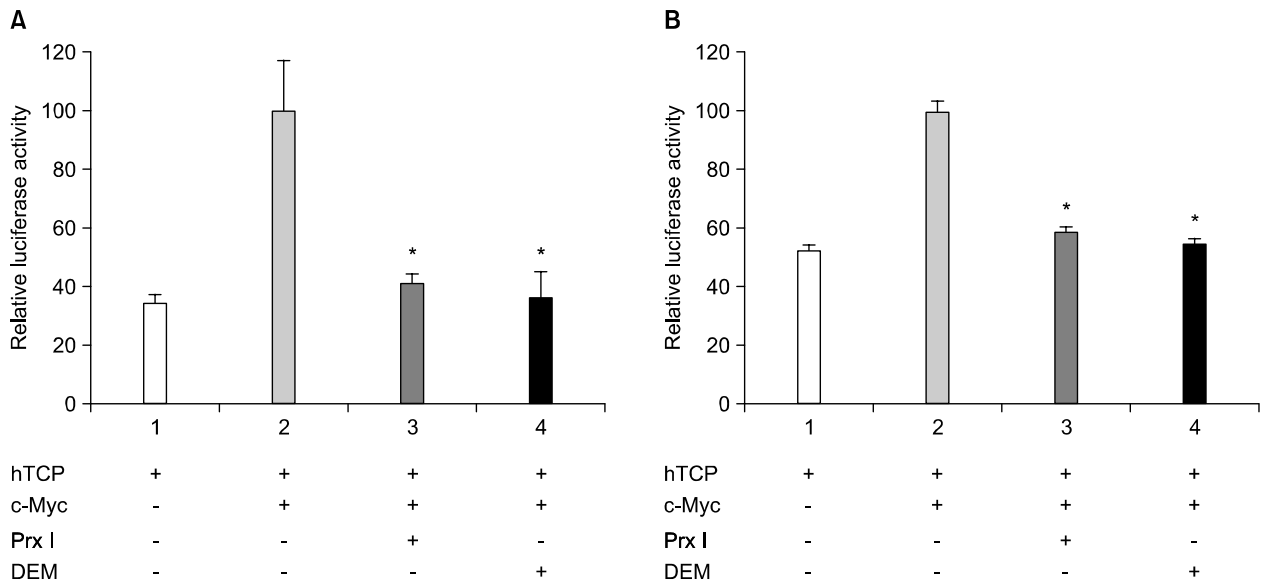 A
Relative luciferase activity
120
100
80
60
40
20
0
* *
1 2 3 4
hTCP + + + +
c-Myc - + + +
Prx I - - + -
DEM - - - +
B
Relative luciferase activity
120
100
80
60
40
20
0
* *
1 2 3 4
hTCP + + + +
c-Myc - + + +
Prx I - - + -
DEM - - - +